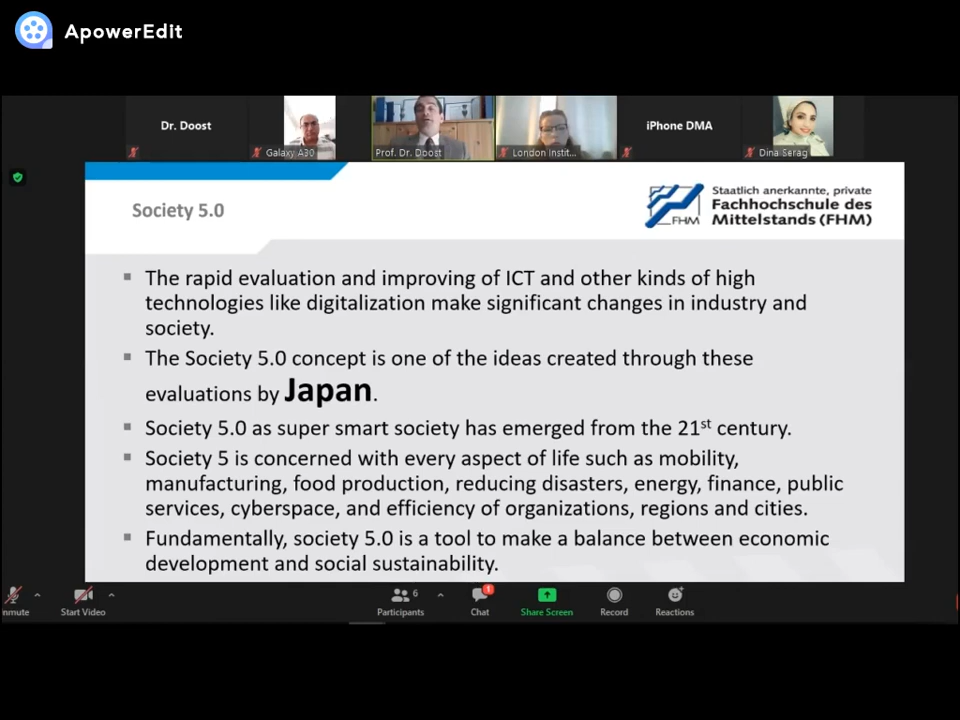 ApowerEdit
Dr. Doost
iPhone DMA
Galaxy A30
Prof. Dr. Doost
London Instit...
Dina Serag
Society 5.0
Staatlich anerkannte, private
Fachhochschule des
Mittelstands (FHM)
FHM
The rapid evaluation and improving of ICT and other kinds of high
technologies like digitalization make significant changes in industry and
society.
The Society 5.0 concept is one of the ideas created through these
evaluations by Japan.
Society 5.0 as super smart society has emerged from the 21st century.
Society 5 is concerned with every aspect of life such as mobility,
manufacturing, food production, reducing disasters, energy, finance, public
services, cyberspace, and efficiency of organizations, regions and cities.
Fundamentally, society 5.0 is a tool to make a balance between economic
development and social sustainability.
6
1
nmute
Start Video
Participants
Chat
Share Screen
Record
Reactions